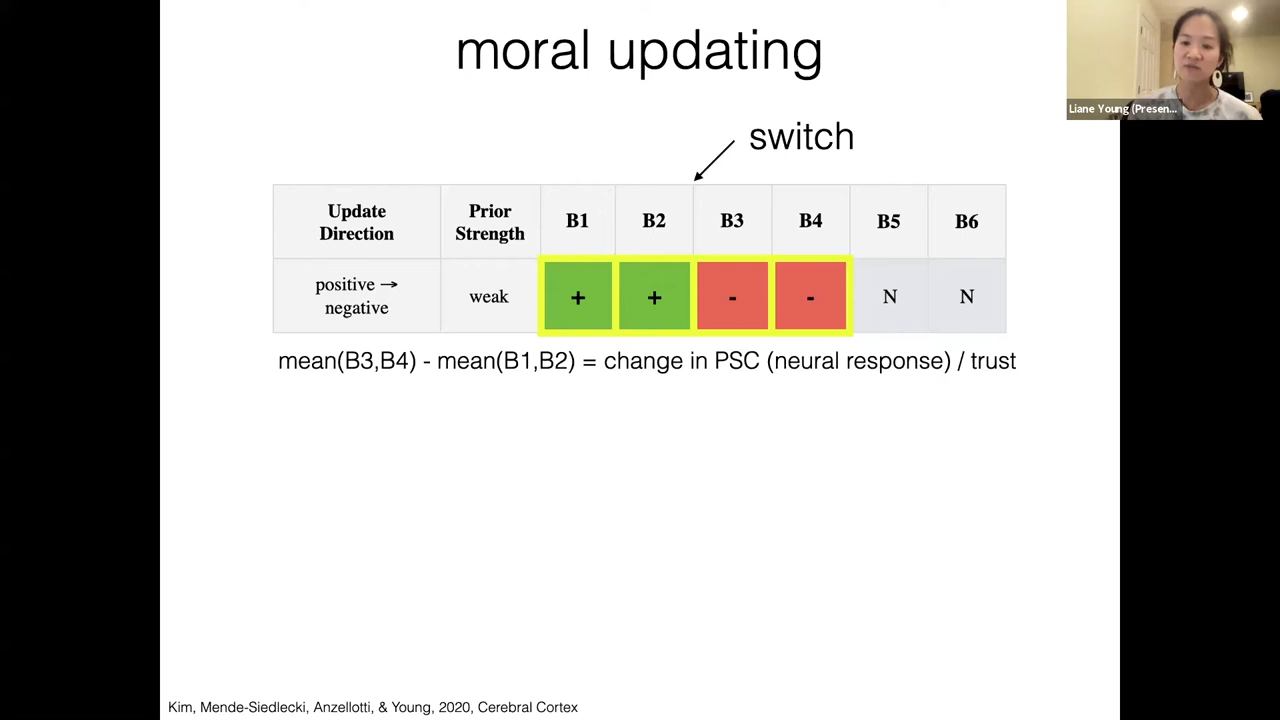 moral updating
Liane Young (Presen...
switch
Update Direction
Prior Strength
B1
B2
B3
B4
B5
B6
positive →
negative
weak
+
+
-
-
N
N
mean(B3,B4) - mean(B1,B2) = change in PSC (neural response) / trust
Kim, Mende-Siedlecki, Anzellotti, & Young, 2020, Cerebral Cortex